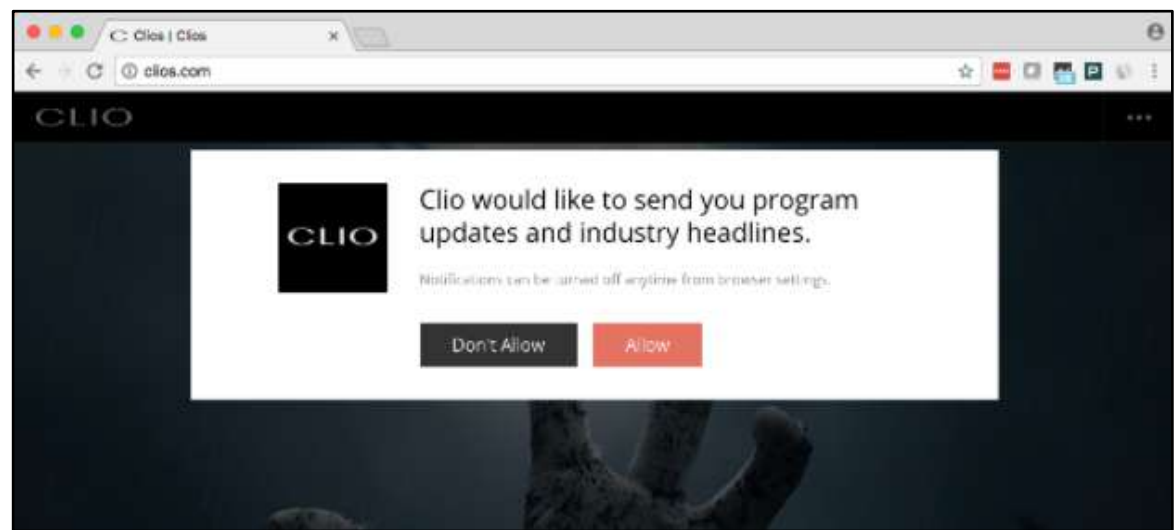 Clios | Clios
clios.com
CLIO
CLIO
Clio would like to send you program
updates and industry headlines.
Notifications can be turned off anytime from browser settings.
Don't Allow
Allow